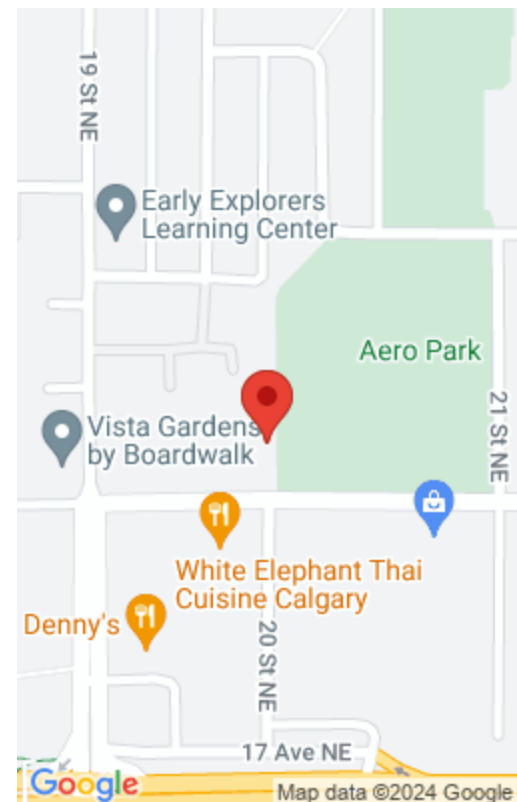 19 St NE
Early Explorers
Learning Center
Aero Park
21 St NE
Vista Gardens
by Boardwalk
White Elephant Thai
Cuisine Calgary
Denny's
20 St NE
17 Ave NE
Google
Map data ©2024 Google